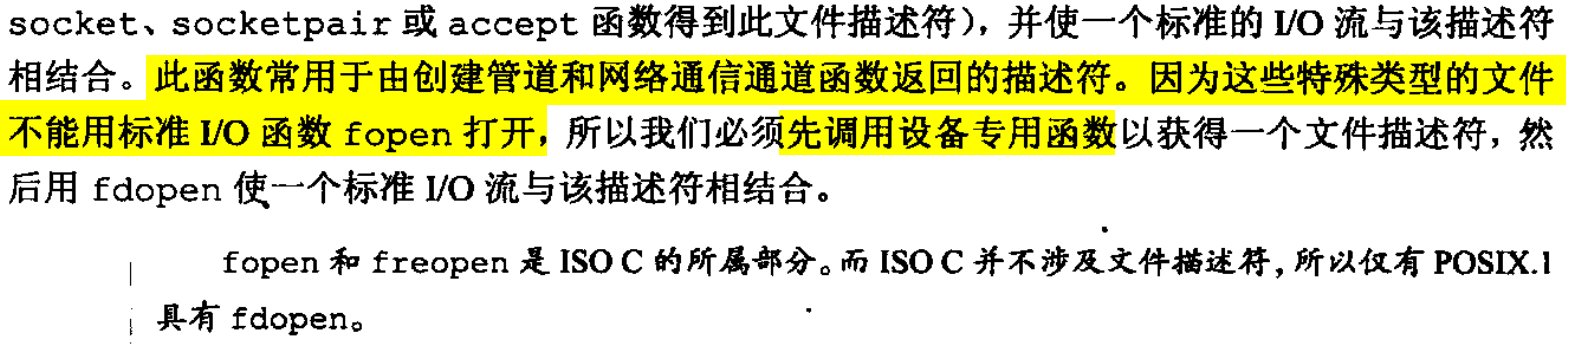 socket、socketpair 或 accept 函数得到此文件描述符），并使一个标准的 I/O 流与该描述符
相结合。此函数常用于由创建管道和网络通信通道函数返回的描述符。因为这些特殊类型的文件
不能用标准 I/O 函数 fopen 打开，所以我们必须先调用设备专用函数以获得一个文件描述符，然
后用 fdopen 使一个标准 I/O 流与该描述符相结合。
fopen 和 freopen 是 ISO C 的所属部分。而 ISO C 并不涉及文件描述符，所以仅有 POSIX.1
具有 fdopen。